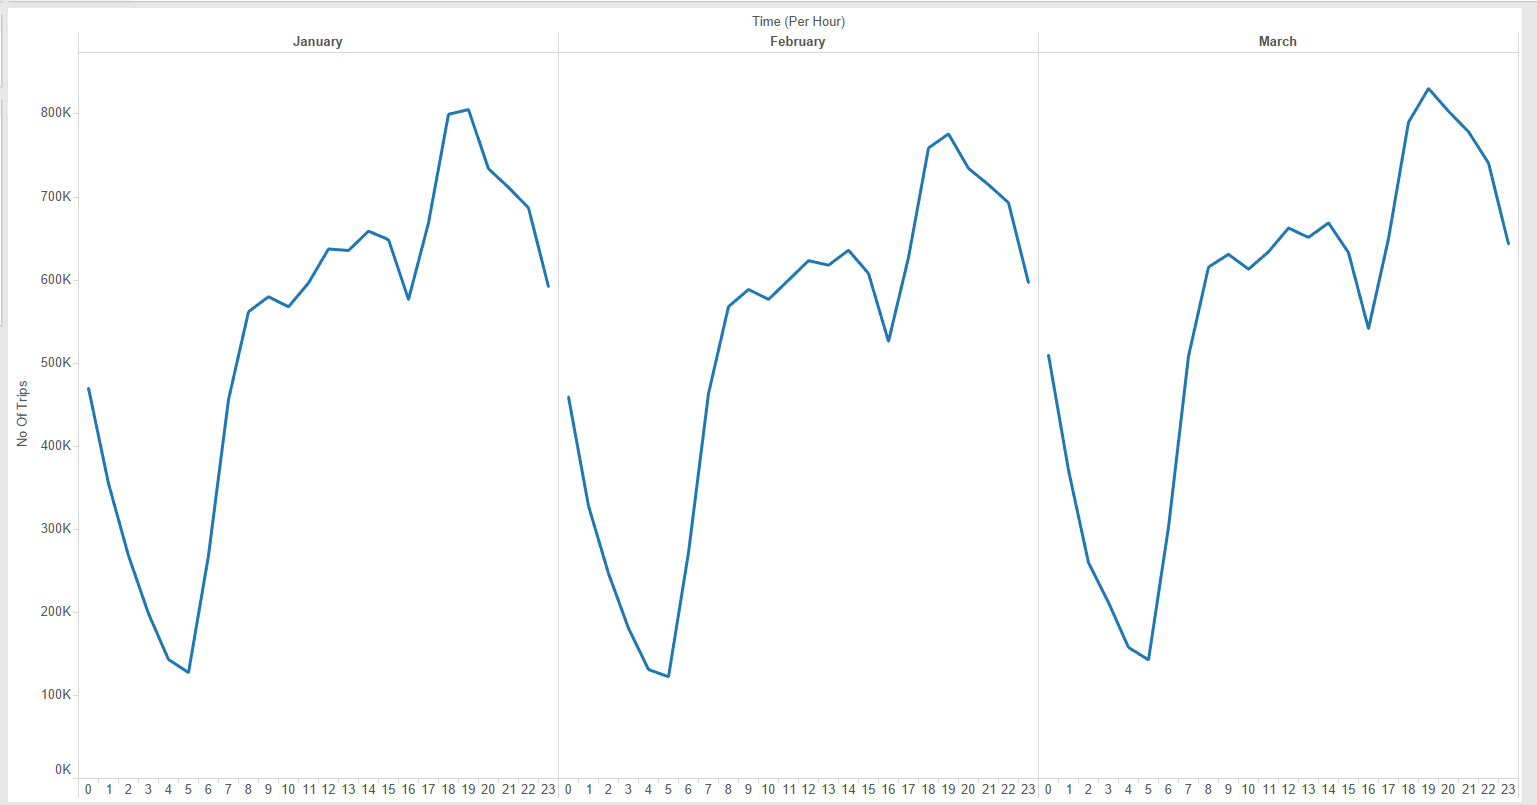 Time (Per Hour)
January February March
No Of Trips
800K
700K
600K
500K
400K
300K
200K
100K
0K
0 1 2 3 4 5 6 7 8 9 10 11 12 13 14 15 16 17 18 19 20 21 22 23 0 1 2 3 4 5 6 7 8 9 10 11 12 13 14 15 16 17 18 19 20 21 22 23 0 1 2 3 4 5 6 7 8 9 10 11 12 13 14 15 16 17 18 19 20 21 22 23